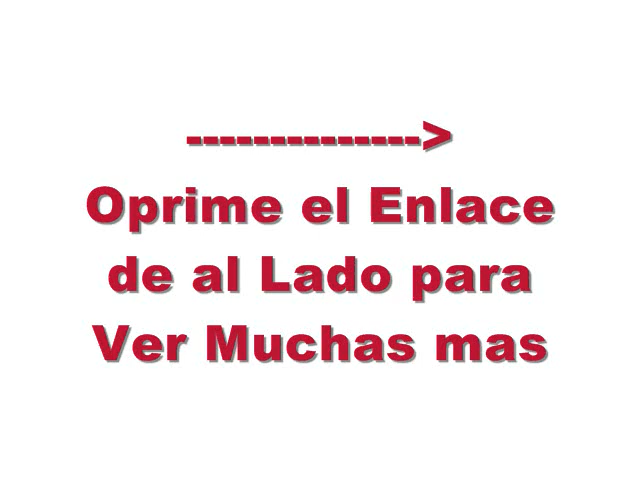 -------------->
Oprime el Enlace
de al Lado para
Ver Muchas mas